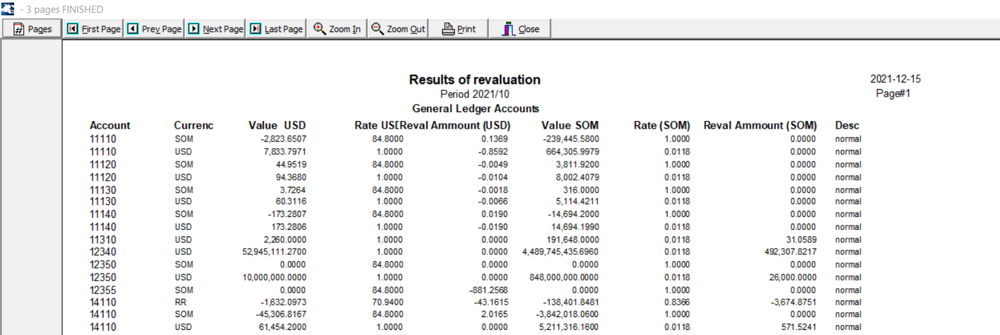 - 3 pages FINISHED
Pages First Page Prev Page Next Page Last Page Zoom In Zoom Out Print Close
Results of revaluation 2021-12-15
Period 2021/10 Page#1
General Ledger Accounts
Account Currenc Value USD Rate USD Reval Ammount (USD) Value SOM Rate (SOM) Reval Ammount (SOM) Desc
11110 SOM -2,823.6507 84.8000 0.1369 -239,445.5800 1.0000 0.0000 normal
11110 USD 7,833.7971 1.0000 -0.8592 664,305.9979 0.0118 0.0000 normal
11120 SOM 44.9519 84.8000 -0.0049 3,811.9200 1.0000 0.0000 normal
11120 USD 94.3680 1.0000 -0.0104 8,002.4079 0.0118 0.0000 normal
11130 SOM 3.7264 84.8000 -0.0018 316.0000 1.0000 0.0000 normal
11130 USD 60.3116 1.0000 -0.0066 5,114.4211 0.0118 0.0000 normal
11140 SOM -173.2807 84.8000 0.0190 -14,694.2000 1.0000 0.0000 normal
11140 USD 173.2806 1.0000 -0.0190 14,694.1990 0.0118 0.0000 normal
11310 USD 2,260.0000 1.0000 0.0000 191,648.0000 0.0118 31.0589 normal
12340 USD 52,945,111.2700 1.0000 0.0000 4,489,745,435.6960 0.0118 492,307.8217 normal
12350 SOM 0.0000 84.8000 0.0000 0.0000 1.0000 0.0000 normal
12350 USD 10,000,000.0000 1.0000 0.0000 848,000,000.0000 0.0118 26,000.0000 normal
12355 SOM 0.0000 84.8000 -881.2568 0.0000 1.0000 0.0000 normal
14110 RR -1,632.0973 70.9400 -43.1615 -138,401.8481 0.8366 -3,674.8751 normal
14110 SOM -45,306.8167 84.8000 2.0165 -3,842,018.0600 1.0000 0.0000 normal
14110 USD 61,454.2000 1.0000 0.0000 5,211,316.1600 0.0118 571.5241 normal